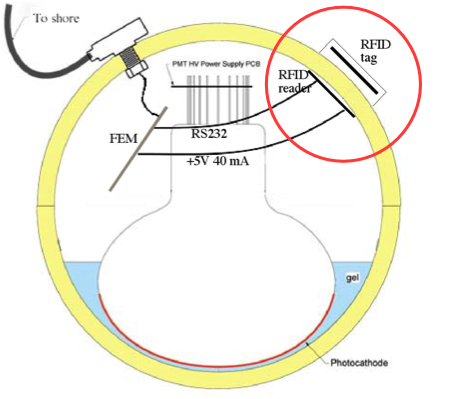 To shore
RFID
tag
PMT HV Power Supply PCB
RFID
reader
FEM
RS232
+5V 40 mA
gel
Photocathode